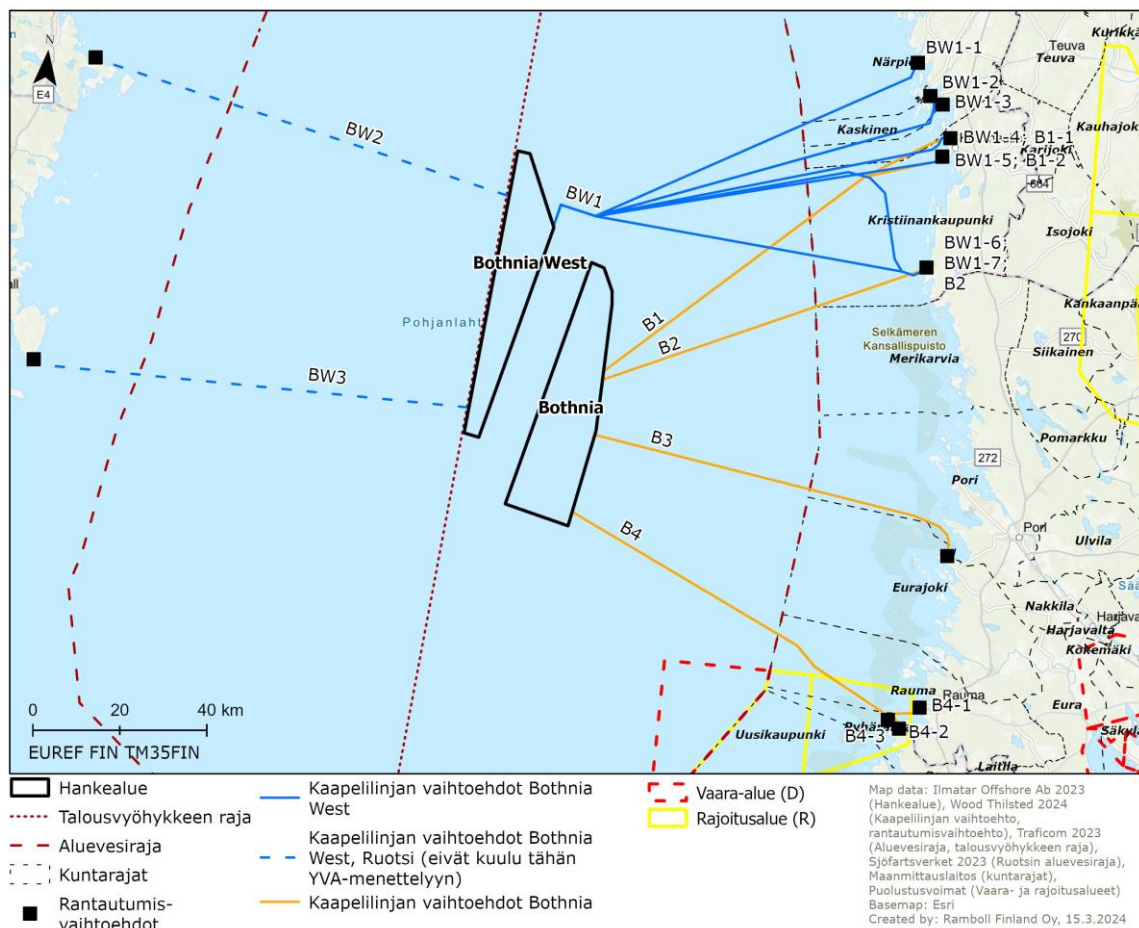 N
E4
BW2
BW1
BW3
Bothnia West
Bothnia
Pohjanlaht
B1
B2
B3
B4
Närpiö
BW1-1
BW1-2
BW1-3
Kaskinen
BW1-4; B1-1
BW1-5; B1-2
Teuva
Teuva
Kauhajok
Karijoki
664
Kristiinankaupunki
Isojoki
BW1-6;
BW1-7
B2
Kankaanpää
Selkämeren
Kansallispuisto
Merikarvia
270
Siikainen
Pomarkku
272
Pori
Pori
Ulvila
Eurajoki
Nakkila
Harjavalta
Kokemäki
Rauma
Rauma
B4-1
Eura
B4-3
B4-2
Uusikaupunki
Laitila
0 20 40 km
EUREF FIN TM35FIN
Hankealue
Talousvyöhykkeen raja
Aluevesiraja
Kuntarajat
Rantautumis-
vaihtoehdot
Kaapelilinjan vaihtoehdot Bothnia
West
Kaapelilinjan vaihtoehdot Bothnia
West, Ruotsi (eivät kuulu tähän
YVA-menettelyyn)
Kaapelilinjan vaihtoehdot Bothnia
Vaara-alue (D)
Rajoitusalue (R)
Map data: Ilmatar Offshore Ab 2023
(Hankealue), Wood Thilsted 2024
(Kaapelilinjan vaihtoehto,
rantautumisvaihtoehto), Traficom 2023
(Aluevesiraja, talousvyöhykkeen raja),
Sjöfartsverket 2023 (Ruotsin aluevesiraja),
Maanmittauslaitos (kuntarajat),
Puolustusvoimat (Vaara- ja rajoitusalueet)
Basemap: Esri
Created by: Ramboll Finland Oy, 15.3.2024